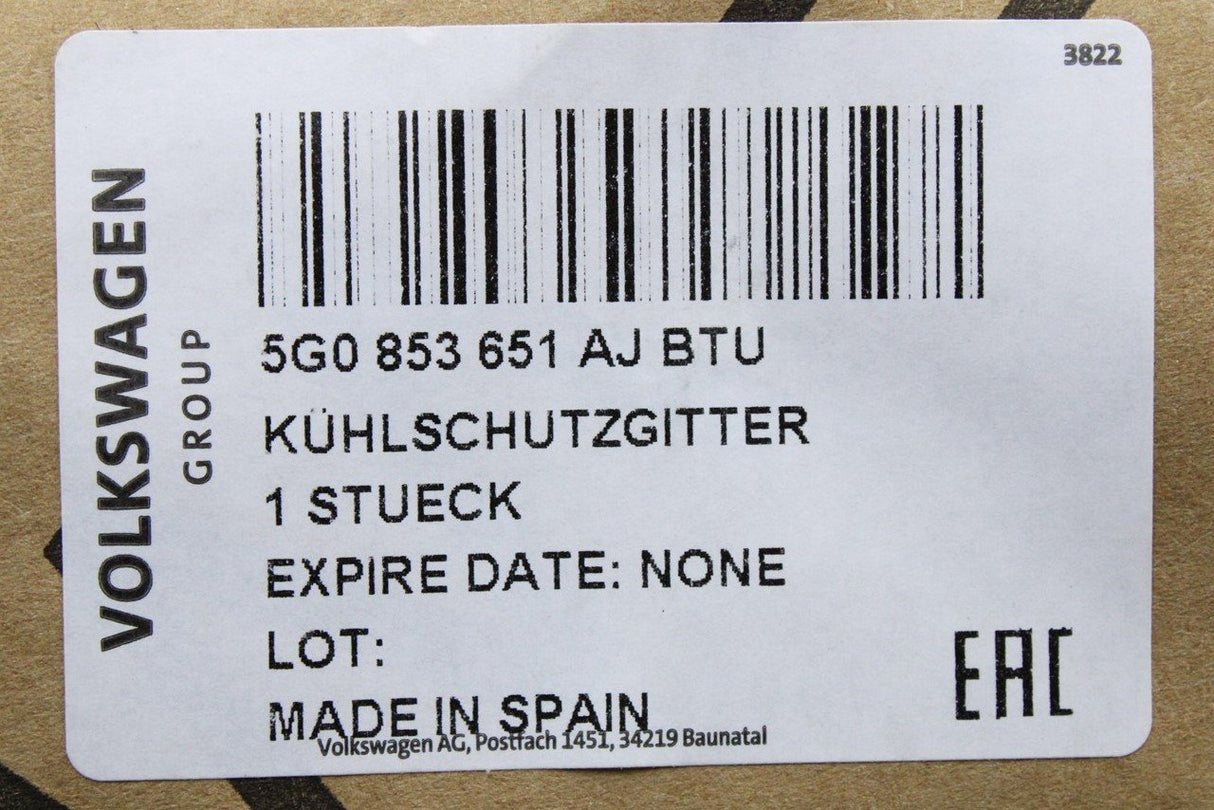 3822
VOLKSWAGEN
GROUP
5G0 853 651 AJ BTU
KÜHLSCHUTZGITTER
1 STUECK
EXPIRE DATE: NONE
LOT:
MADE IN SPAIN
Volkswagen AG, Postfach 1451, 34219 Baunatal
EAC